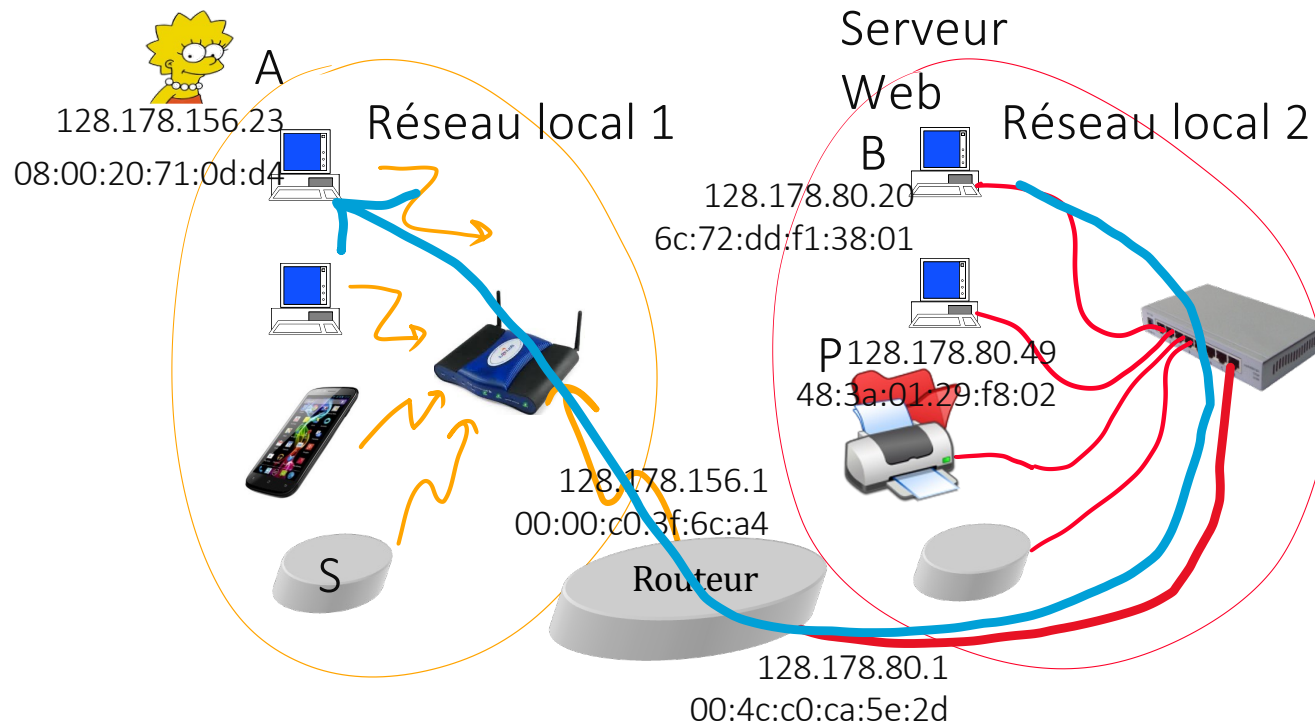 A
128.178.156.23
08:00:20:71:0d:d4
Réseau local 1
Serveur
Web
B
Réseau local 2
128.178.80.20
6c:72:dd:f1:38:01
P
128.178.80.49
48:3a:01:29:f8:02
128.178.156.1
00:00:c0:3f:6c:a4
S
Routeur
128.178.80.1
00:4c:c0:ca:5e:2d